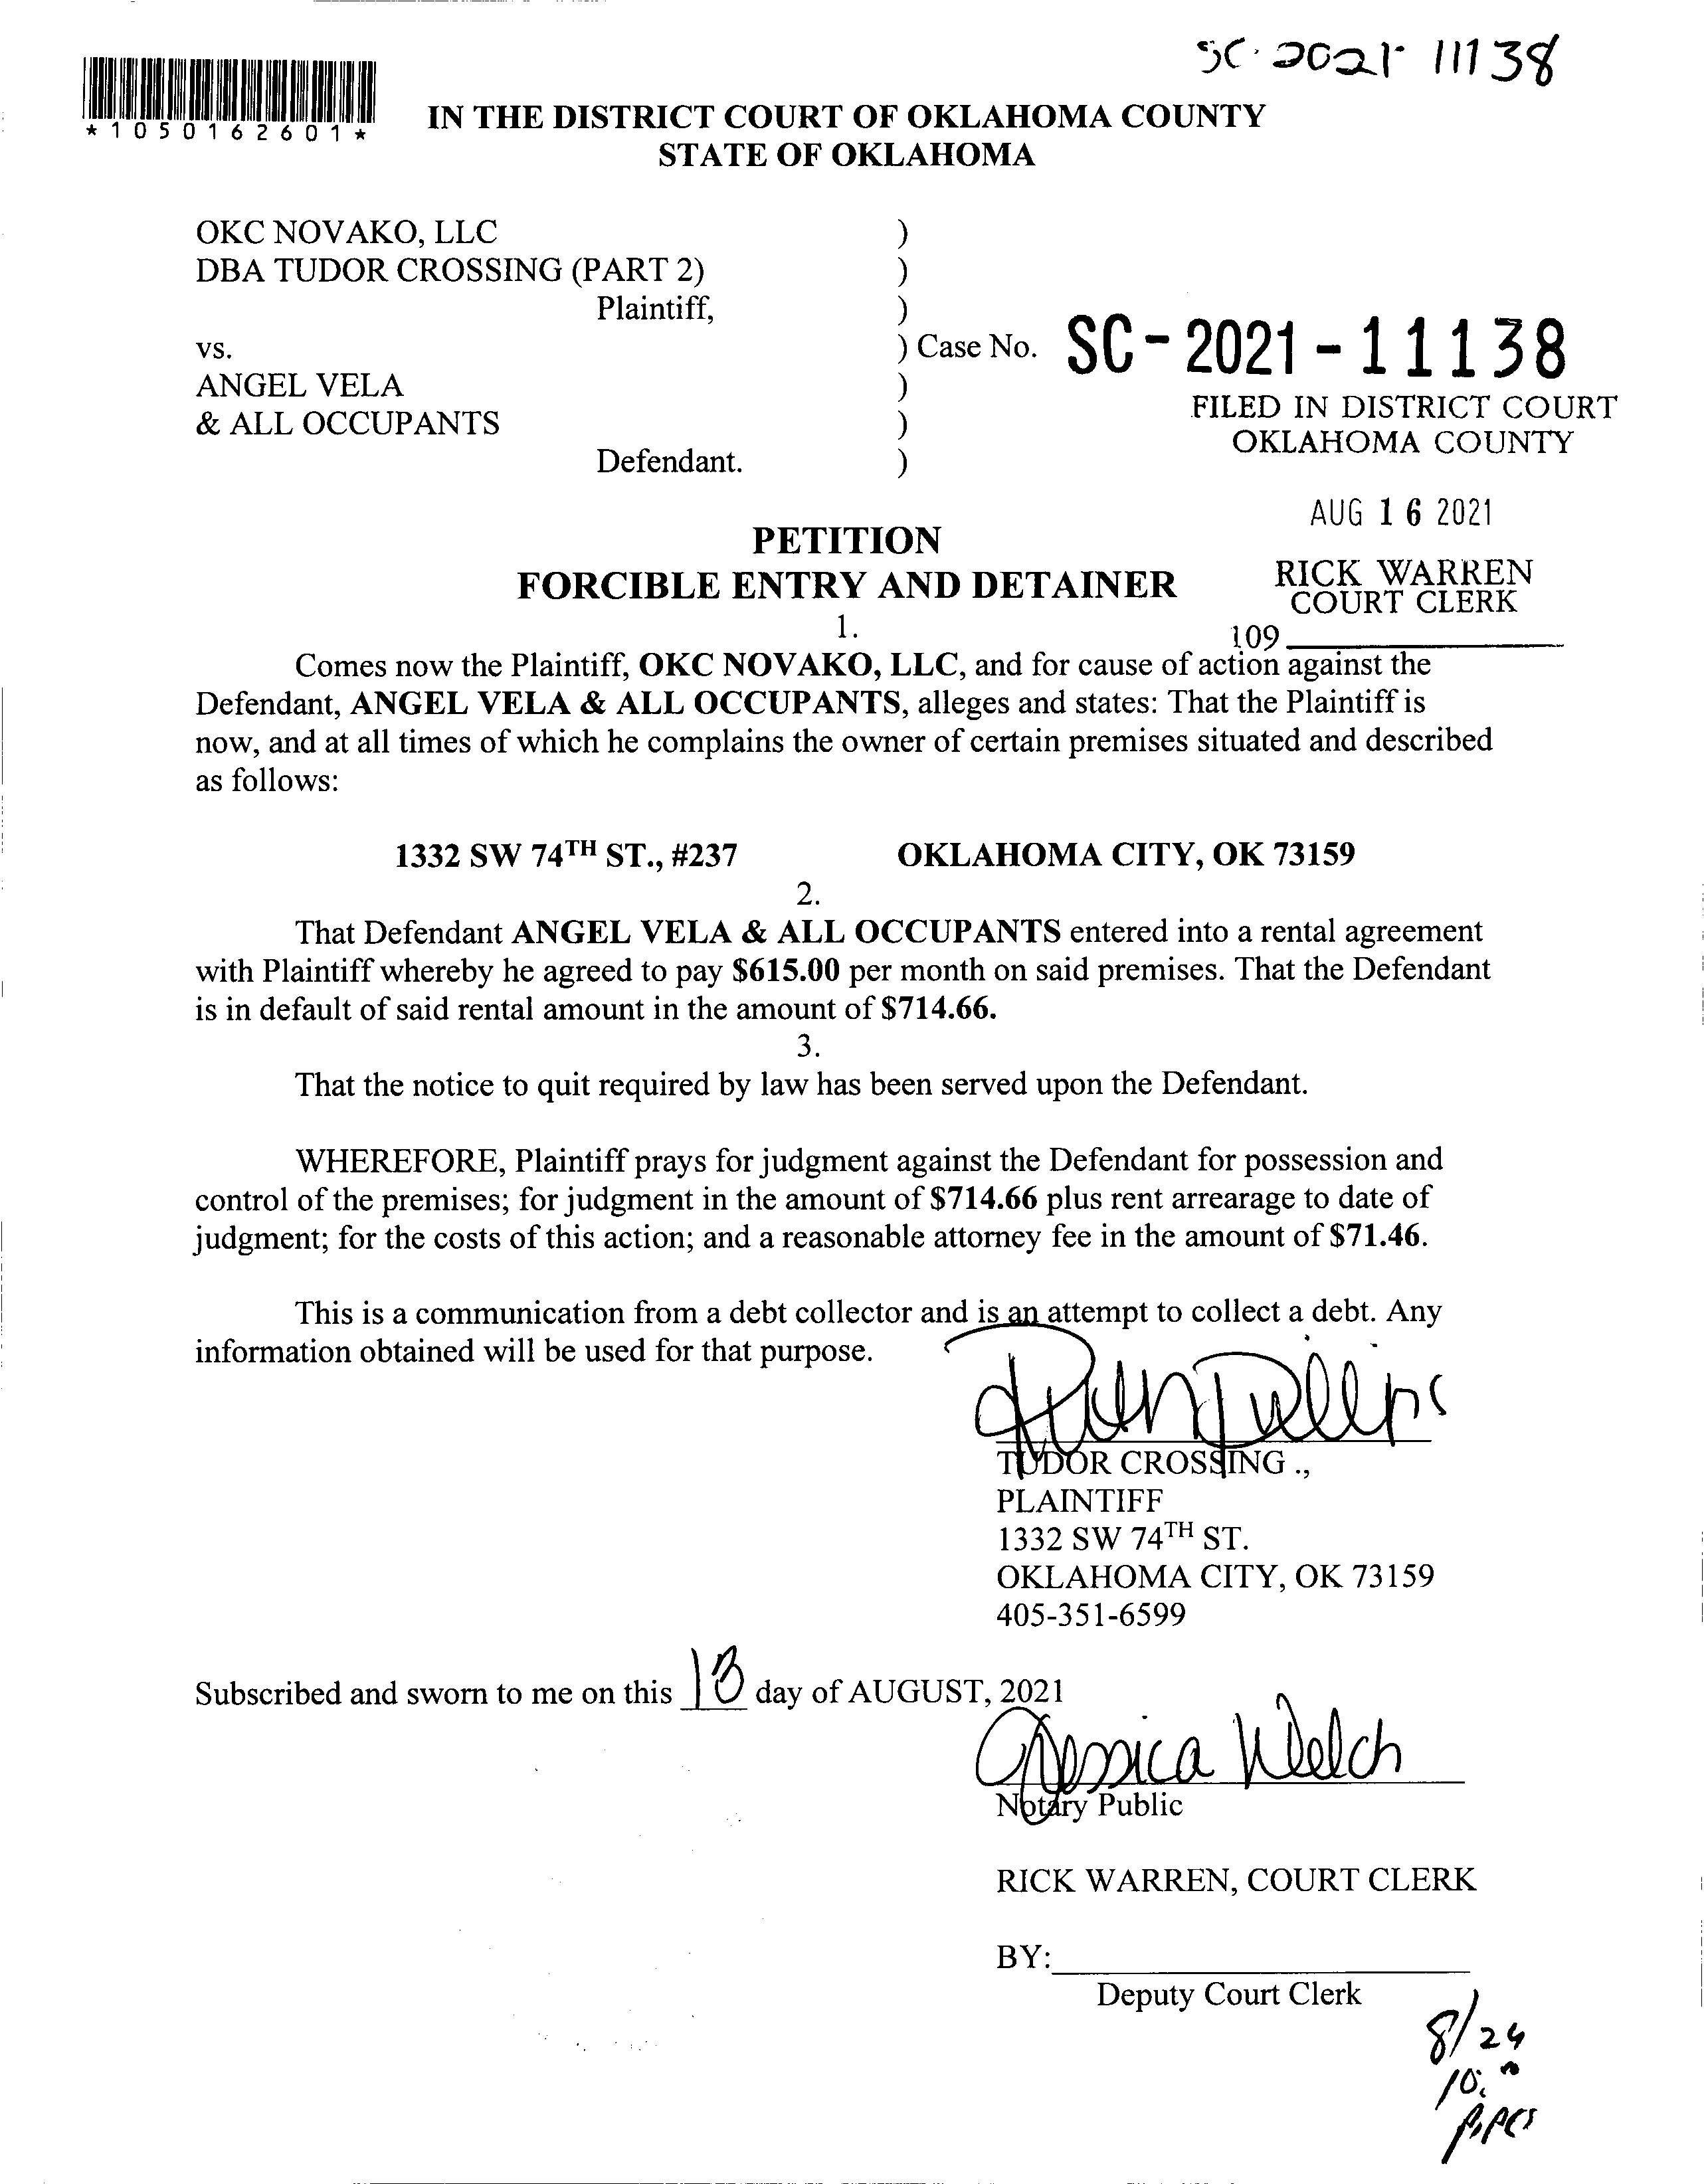 SC-2021-11138
*1050162601*
IN THE DISTRICT COURT OF OKLAHOMA COUNTY
STATE OF OKLAHOMA
OKC NOVAKO, LLC )
DBA TUDOR CROSSING (PART 2) )
Plaintiff, )
vs. ) Case No. SC-2021-11138
ANGEL VELA )
& ALL OCCUPANTS )
Defendant. )
FILED IN DISTRICT COURT
OKLAHOMA COUNTY
AUG 16 2021
RICK WARREN
COURT CLERK
109
PETITION
FORCIBLE ENTRY AND DETAINER
1.
Comes now the Plaintiff, OKC NOVAKO, LLC, and for cause of action against the
Defendant, ANGEL VELA & ALL OCCUPANTS, alleges and states: That the Plaintiff is
now, and at all times of which he complains the owner of certain premises situated and described
as follows:
1332 SW 74TH ST., #237 OKLAHOMA CITY, OK 73159
2.
That Defendant ANGEL VELA & ALL OCCUPANTS entered into a rental agreement
with Plaintiff whereby he agreed to pay $615.00 per month on said premises. That the Defendant
is in default of said rental amount in the amount of $714.66.
3.
That the notice to quit required by law has been served upon the Defendant.
WHEREFORE, Plaintiff prays for judgment against the Defendant for possession and
control of the premises; for judgment in the amount of $714.66 plus rent arrearage to date of
judgment; for the costs of this action; and a reasonable attorney fee in the amount of $71.46.
This is a communication from a debt collector and is an attempt to collect a debt. Any
information obtained will be used for that purpose.
TUDOR CROSSING .,
PLAINTIFF
1332 SW 74TH ST.
OKLAHOMA CITY, OK 73159
405-351-6599
Subscribed and sworn to me on this 13 day of AUGUST, 2021
Jessica Welch
Notary Public
RICK WARREN, COURT CLERK
BY:
Deputy Court Clerk
8/24